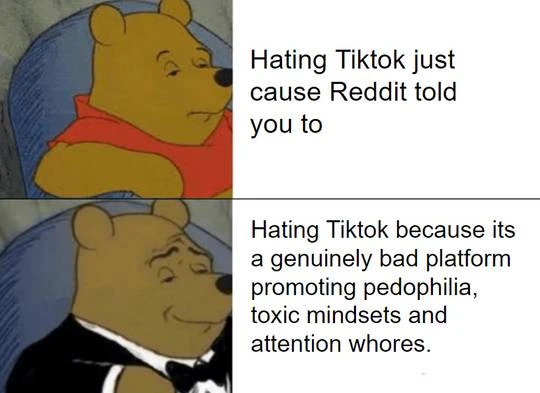 Hating Tiktok just
cause Reddit told
you to
Hating Tiktok because its
a genuinely bad platform
promoting pedophilia,
toxic mindsets and
attention whores.